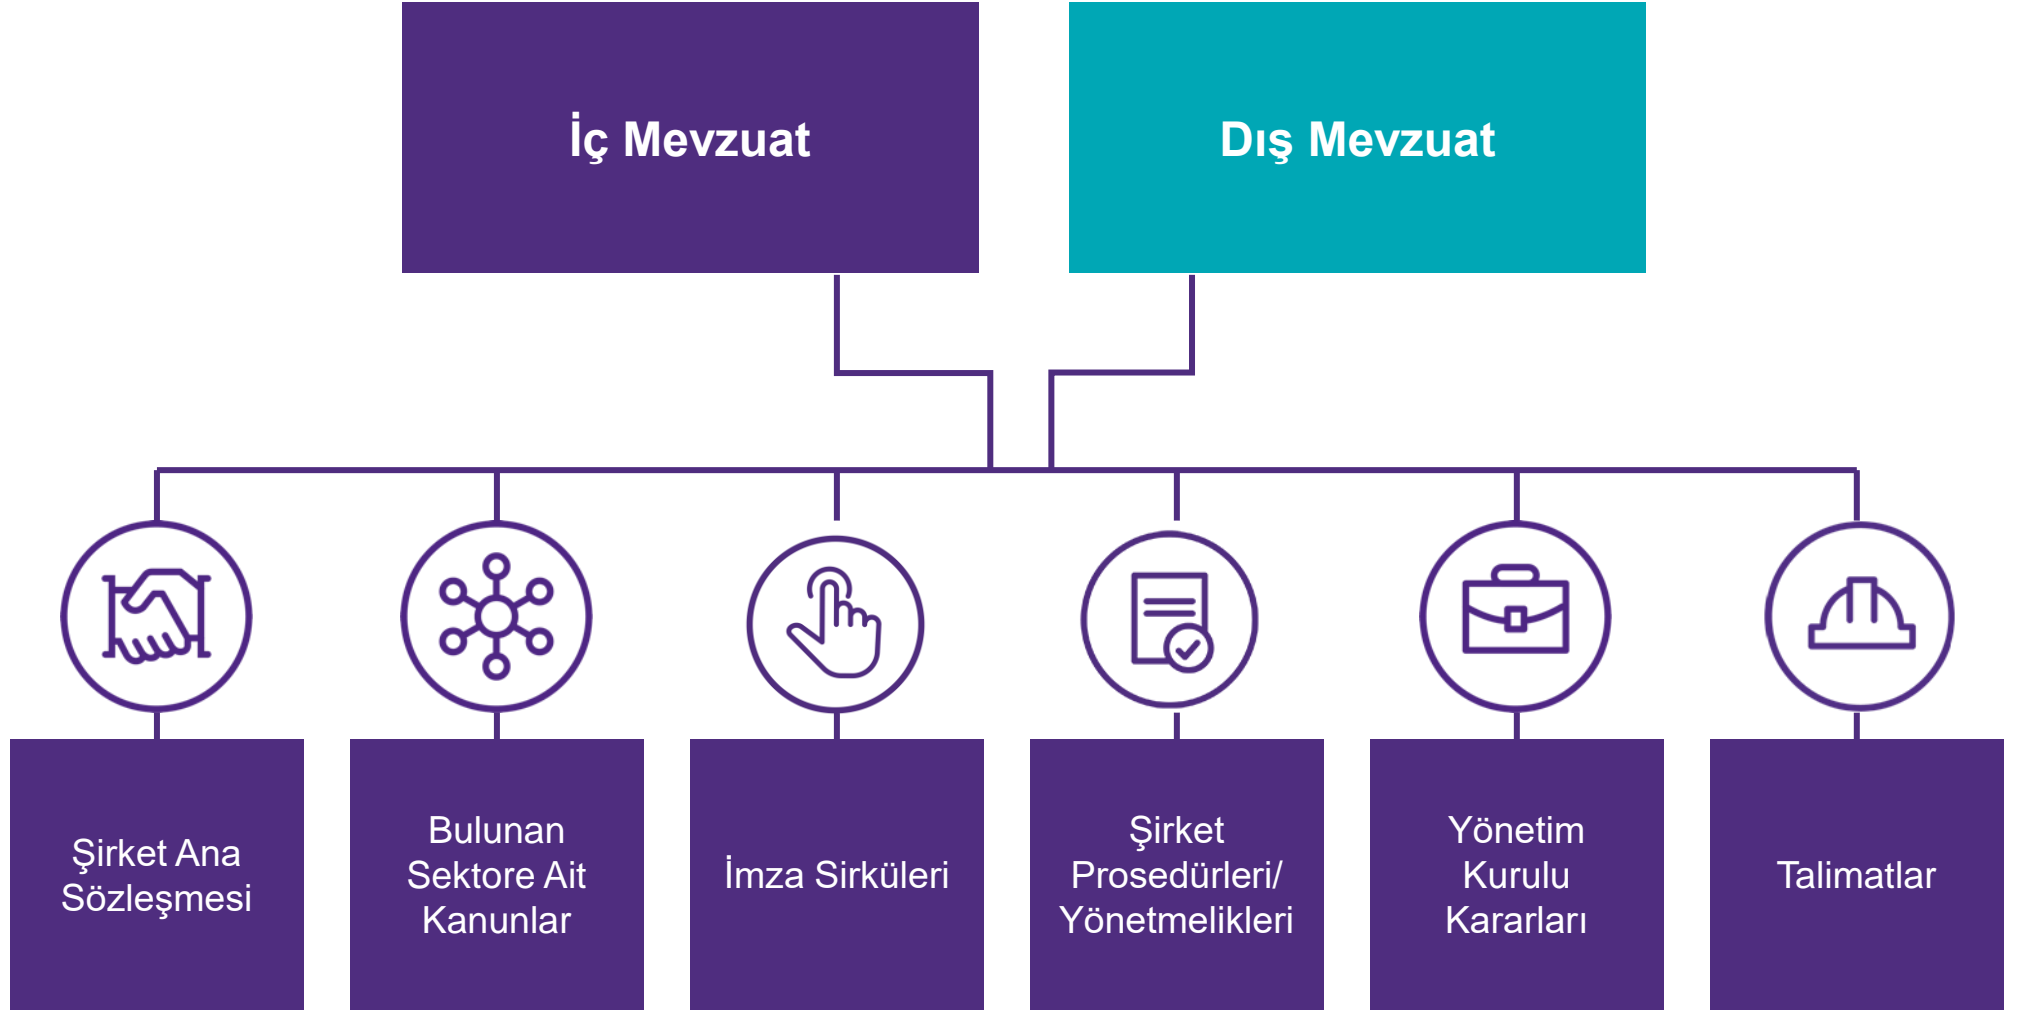 İç Mevzuat
Dış Mevzuat
Şirket Ana
Sözleşmesi
Bulunan
Sektore Ait
Kanunlar
İmza Sirküleri
Şirket
Prosedürleri/
Yönetmelikleri
Yönetim
Kurulu
Kararları
Talimatlar